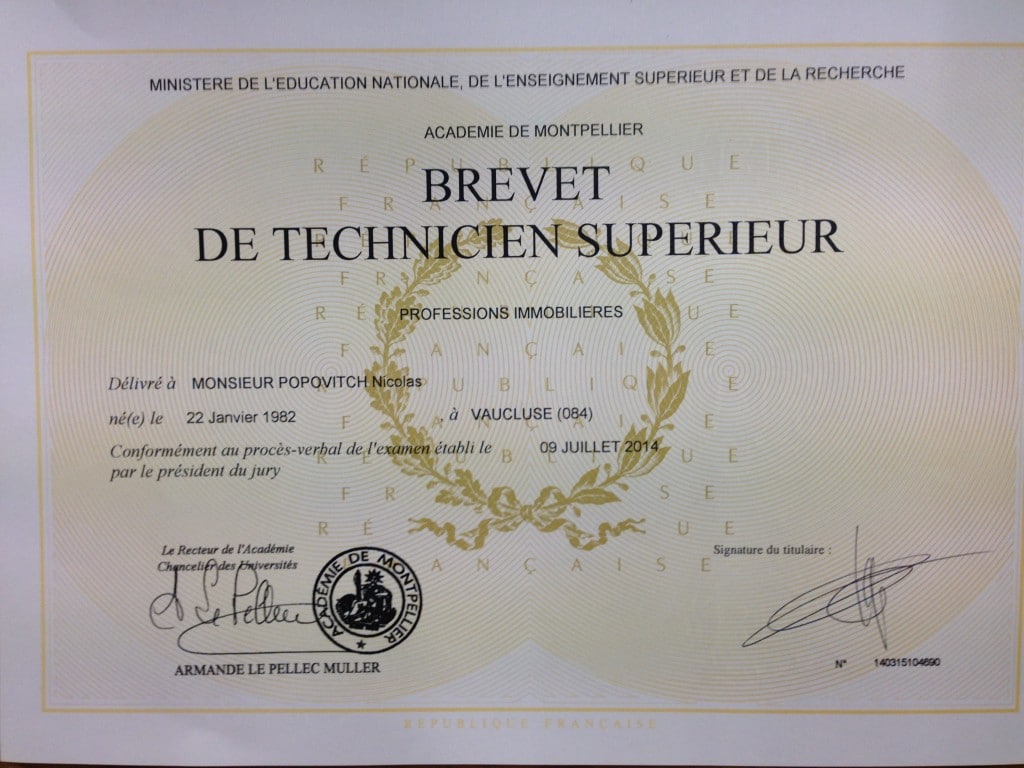 MINISTERE DE L'EDUCATION NATIONALE, DE L'ENSEIGNEMENT SUPERIEUR ET DE LA RECHERCHE
ACADEMIE DE MONTPELLIER
BREVET
DE TECHNICIEN SUPERIEUR
PROFESSIONS IMMOBILIERES
Délivré à MONSIEUR POPOVITCH Nicolas
né(e) le 22 Janvier 1982 , à VAUCLUSE (084)
Conformément au procès-verbal de l'examen établi le 09 JUILLET 2014
par le président du jury
Le Recteur de l'Académie
Chancelier des Universités
Signature du titulaire :
A Le Pellec
ACADÉMIE DE MONTPELLIER
ARMANDE LE PELLEC MULLER
N° 140315104690
RÉPUBLIQUE FRANÇAISE